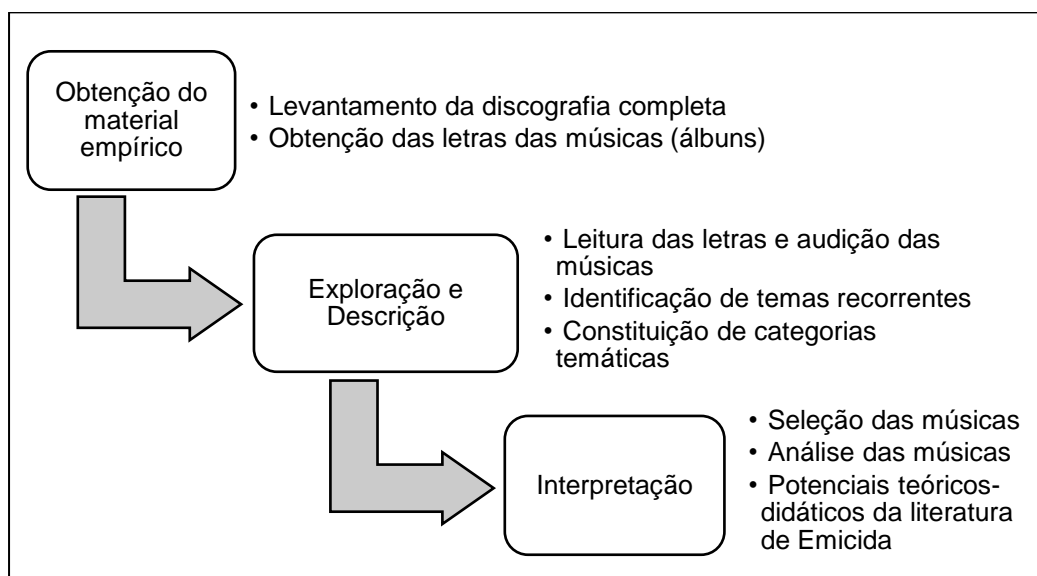 Obtenção do
material
empírico
• Levantamento da discografia completa
• Obtenção das letras das músicas (álbuns)
Exploração e
Descrição
• Leitura das letras e audição das
músicas
• Identificação de temas recorrentes
• Constituição de categorias
temáticas
Interpretação
• Seleção das músicas
• Análise das músicas
• Potenciais teóricos-
didáticos da literatura
de Emicida